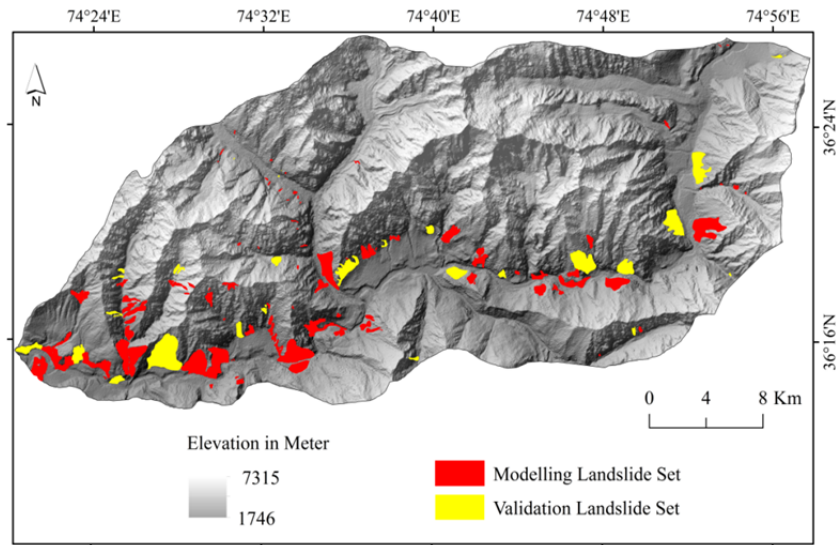 74°24'E 74°32'E 74°40'E 74°48'E 74°56'E
N
36°24'N
36°16'N
0 4 8 Km
Elevation in Meter
7315
1746
Modelling Landslide Set
Validation Landslide Set